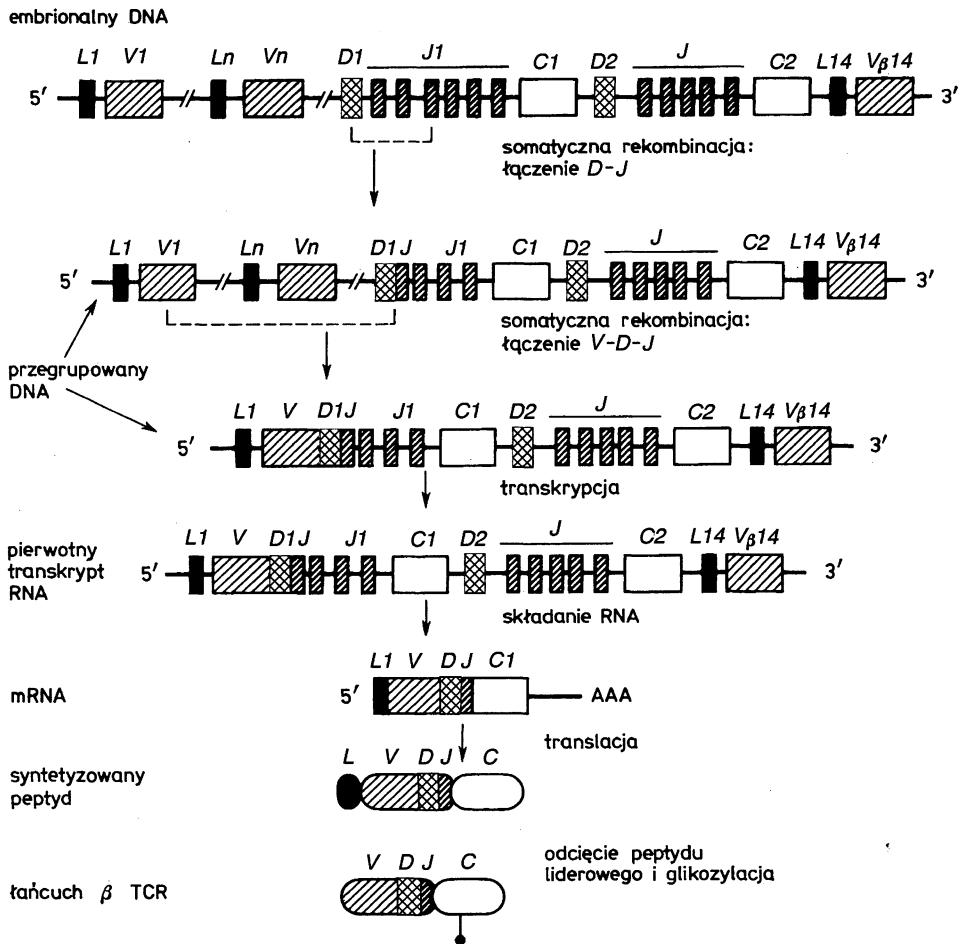 embrionalny DNA
L1 V1 Ln Vn D1 J1 C1 D2 J C2 L14 Vβ14
5′ 3′
somatyczna rekombinacja:
łączenie D-J
L1 V1 Ln Vn D1 J J1 C1 D2 J C2 L14 Vβ14
5′ 3′
somatyczna rekombinacja:
łączenie V-D-J
przegrupowany
DNA
L1 V D1 J J1 C1 D2 J C2 L14 Vβ14
5′ 3′
transkrypcja
L1 V D1 J J1 C1 D2 J C2 L14 Vβ14
pierwotny
transkrypt
RNA
5′ 3′
składanie RNA
L1 V D J C1
mRNA 5′ AAA
translacja
L V D J C
syntetyzowany
peptyd
odcięcie peptydu
liderowego i glikozylacja
V D J C
łańcuch β TCR